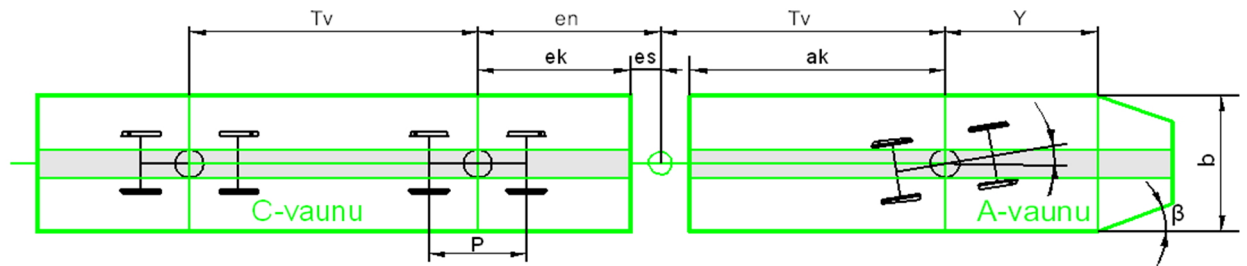 Tv en Tv Y
ek es ak
b
C-vaunu A-vaunu β
P